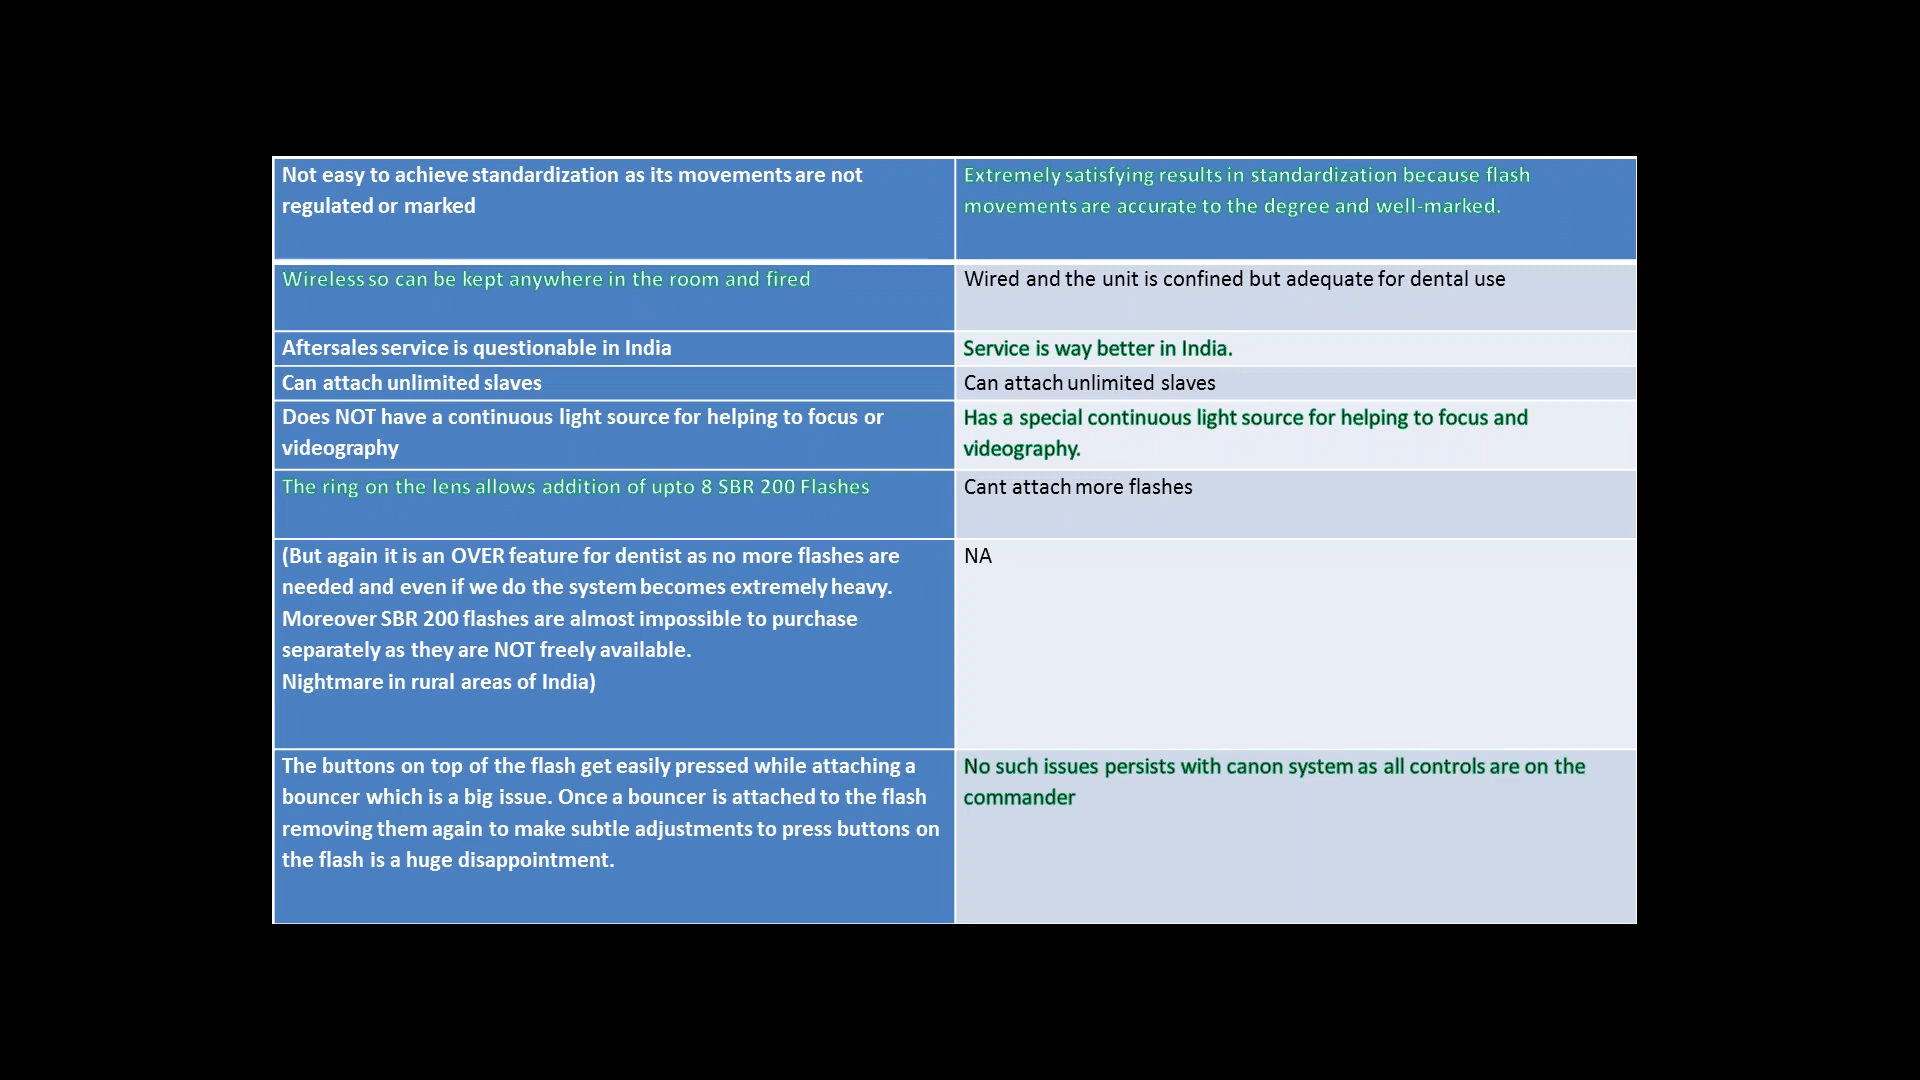 Not easy to achieve standardization as its movements are not
regulated or marked
Extremely satisfying results in standardization because flash
movements are accurate to the degree and well-marked.
Wireless so can be kept anywhere in the room and fired
Wired and the unit is confined but adequate for dental use
Aftersales service is questionable in India
Service is way better in India.
Can attach unlimited slaves
Can attach unlimited slaves
Does NOT have a continuous light source for helping to focus or
videography
Has a special continuous light source for helping to focus and
videography.
The ring on the lens allows addition of upto 8 SBR 200 Flashes
Cant attach more flashes
(But again it is an OVER feature for dentist as no more flashes are
needed and even if we do the system becomes extremely heavy.
Moreover SBR 200 flashes are almost impossible to purchase
separately as they are NOT freely available.
Nightmare in rural areas of India)
NA
The buttons on top of the flash get easily pressed while attaching a
bouncer which is a big issue. Once a bouncer is attached to the flash
removing them again to make subtle adjustments to press buttons on
the flash is a huge disappointment.
No such issues persists with canon system as all controls are on the
commander